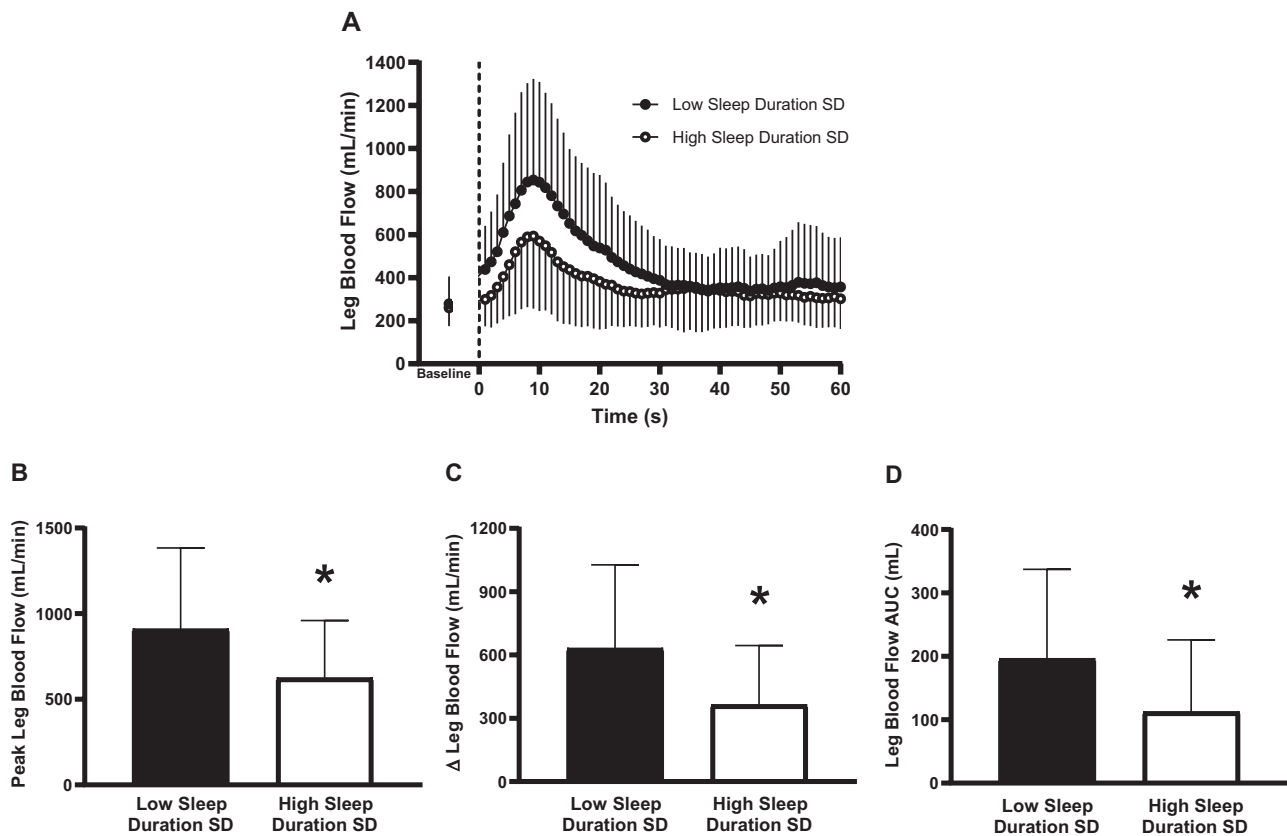 A
Leg Blood Flow (mL/min)
1400
1200
1000
800
600
400
200
0
Low Sleep Duration SD
High Sleep Duration SD
Baseline
0
10
20
30
40
50
60
Time (s)
B
Peak Leg Blood Flow (mL/min)
1500
1000
500
0
*
Low Sleep
Duration SD
High Sleep
Duration SD
C
Δ Leg Blood Flow (mL/min)
1200
900
600
300
0
*
Low Sleep
Duration SD
High Sleep
Duration SD
D
Leg Blood Flow AUC (mL)
400
300
200
100
0
*
Low Sleep
Duration SD
High Sleep
Duration SD